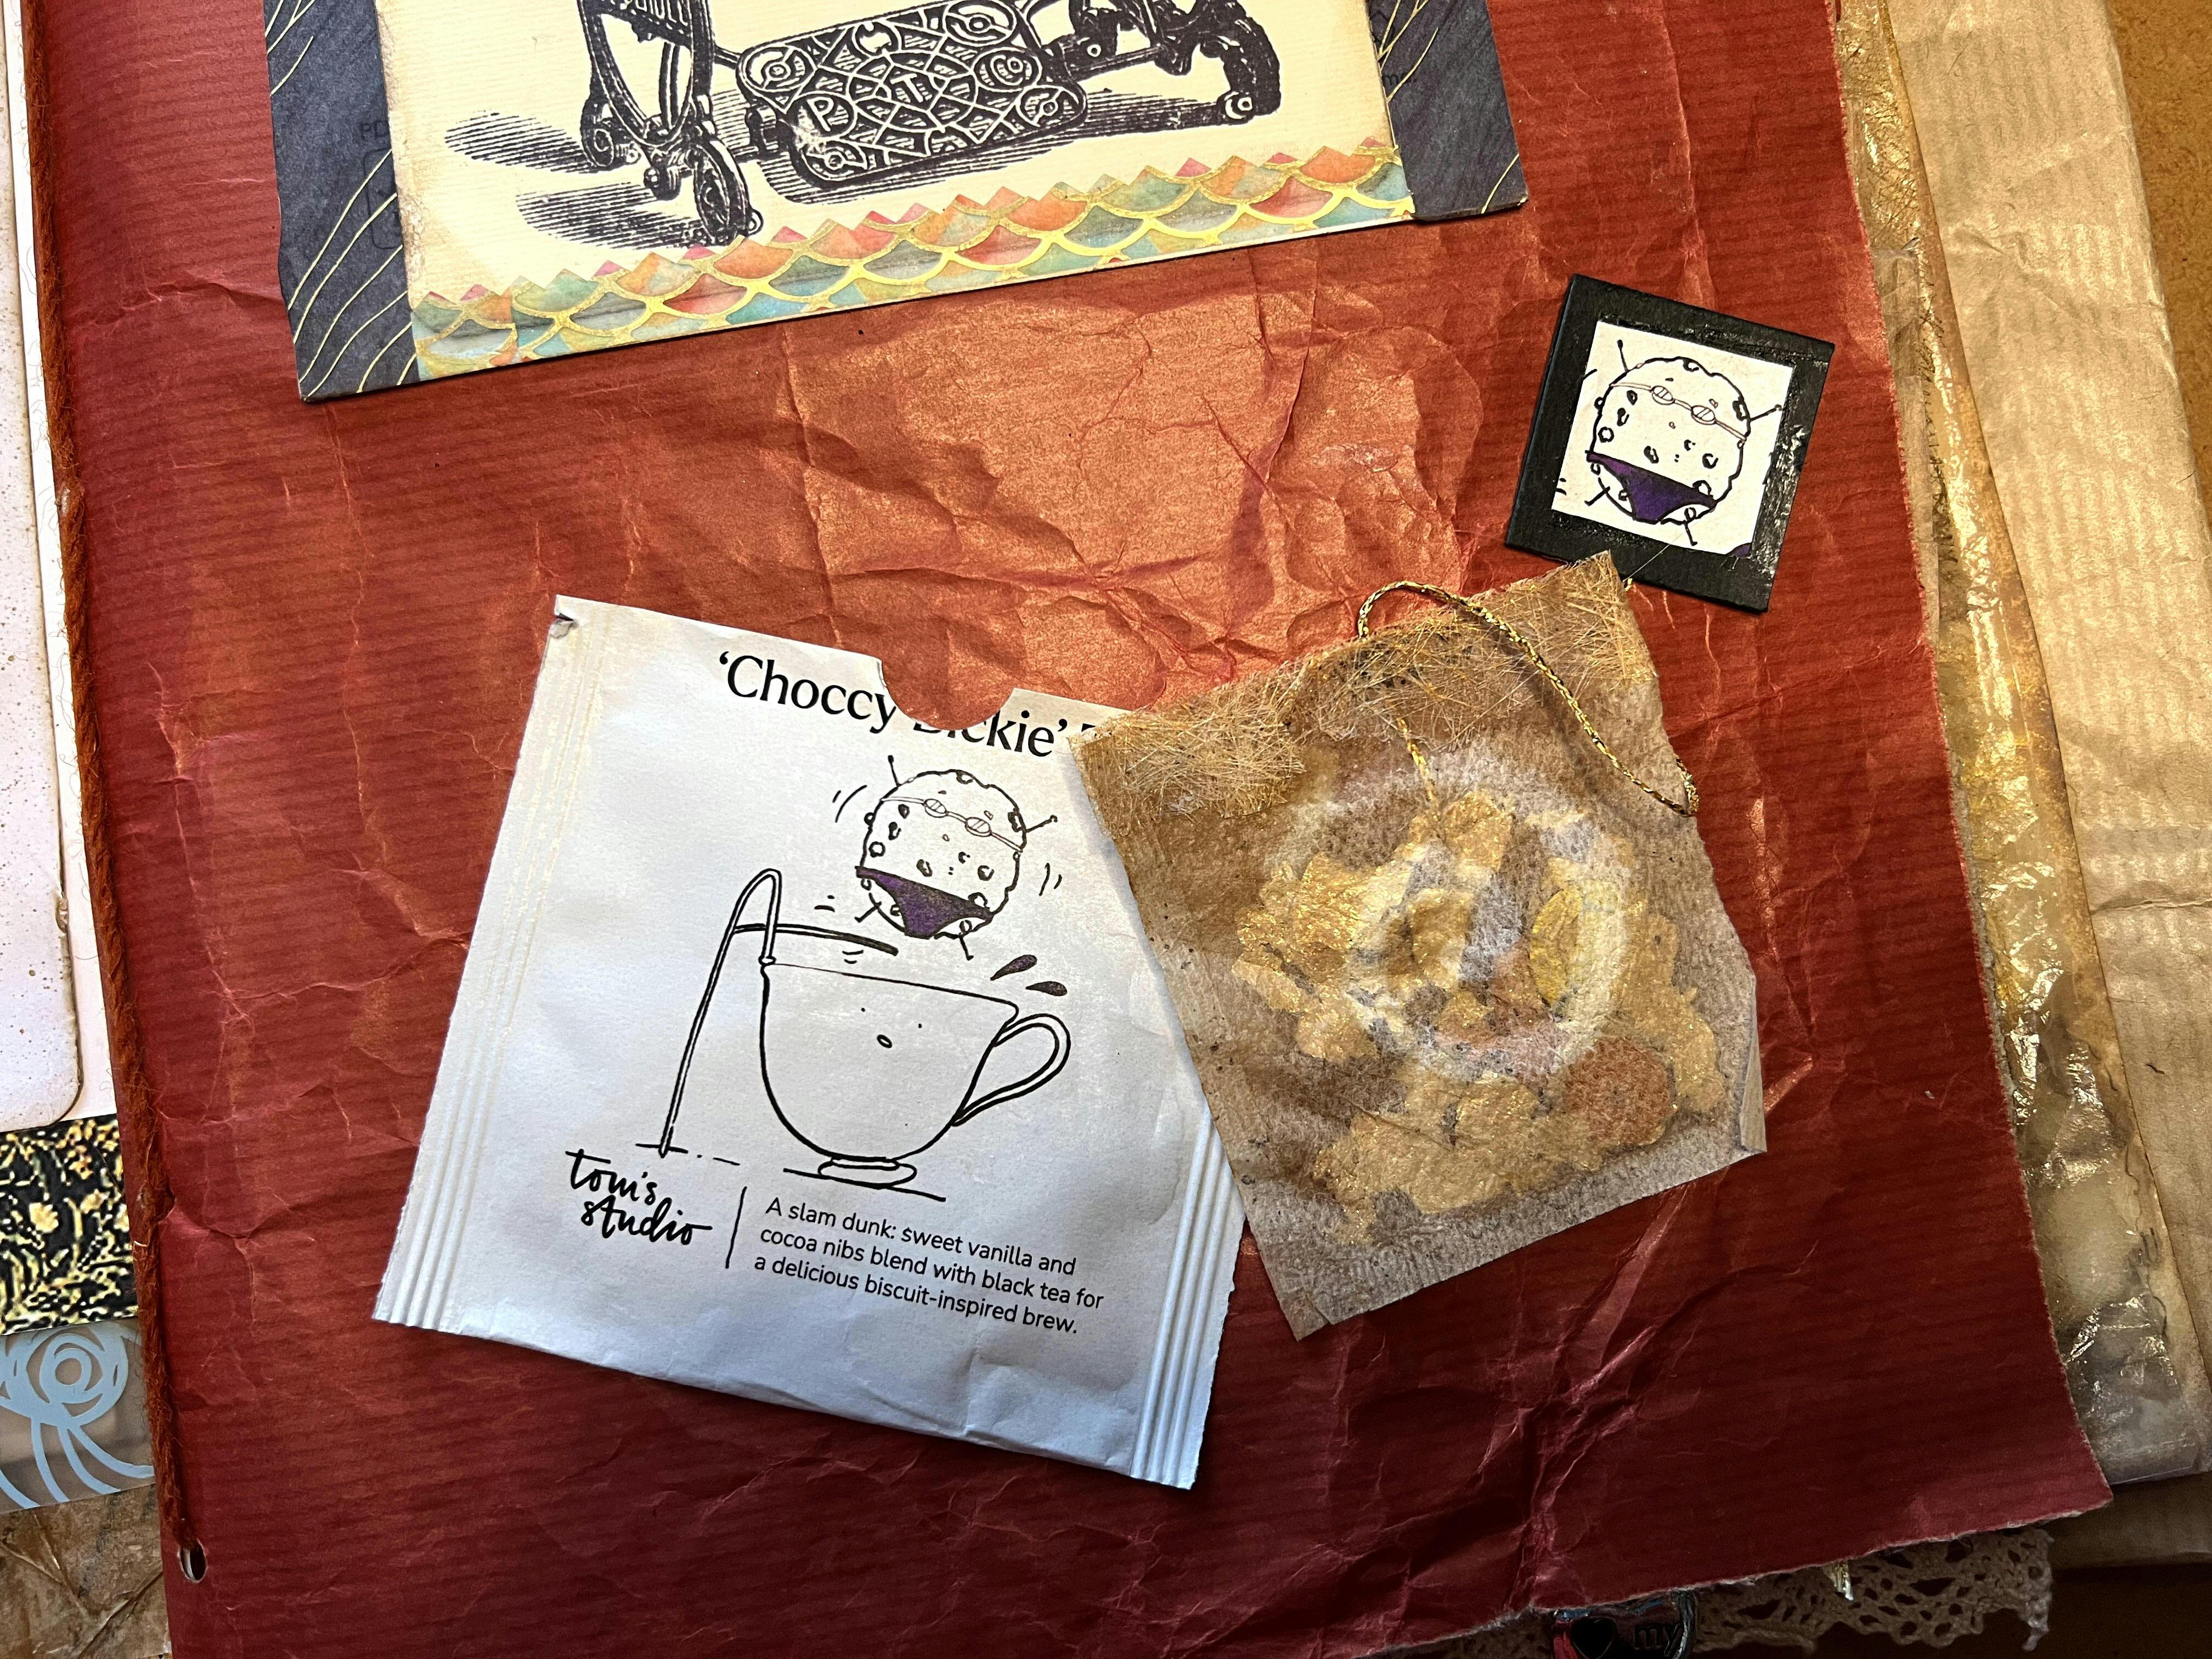 P I T
'Choccy
tom's
studio
A slam dunk: sweet vanilla and
cocoa nibs blend with black tea for
a delicious biscuit-inspired brew.
my